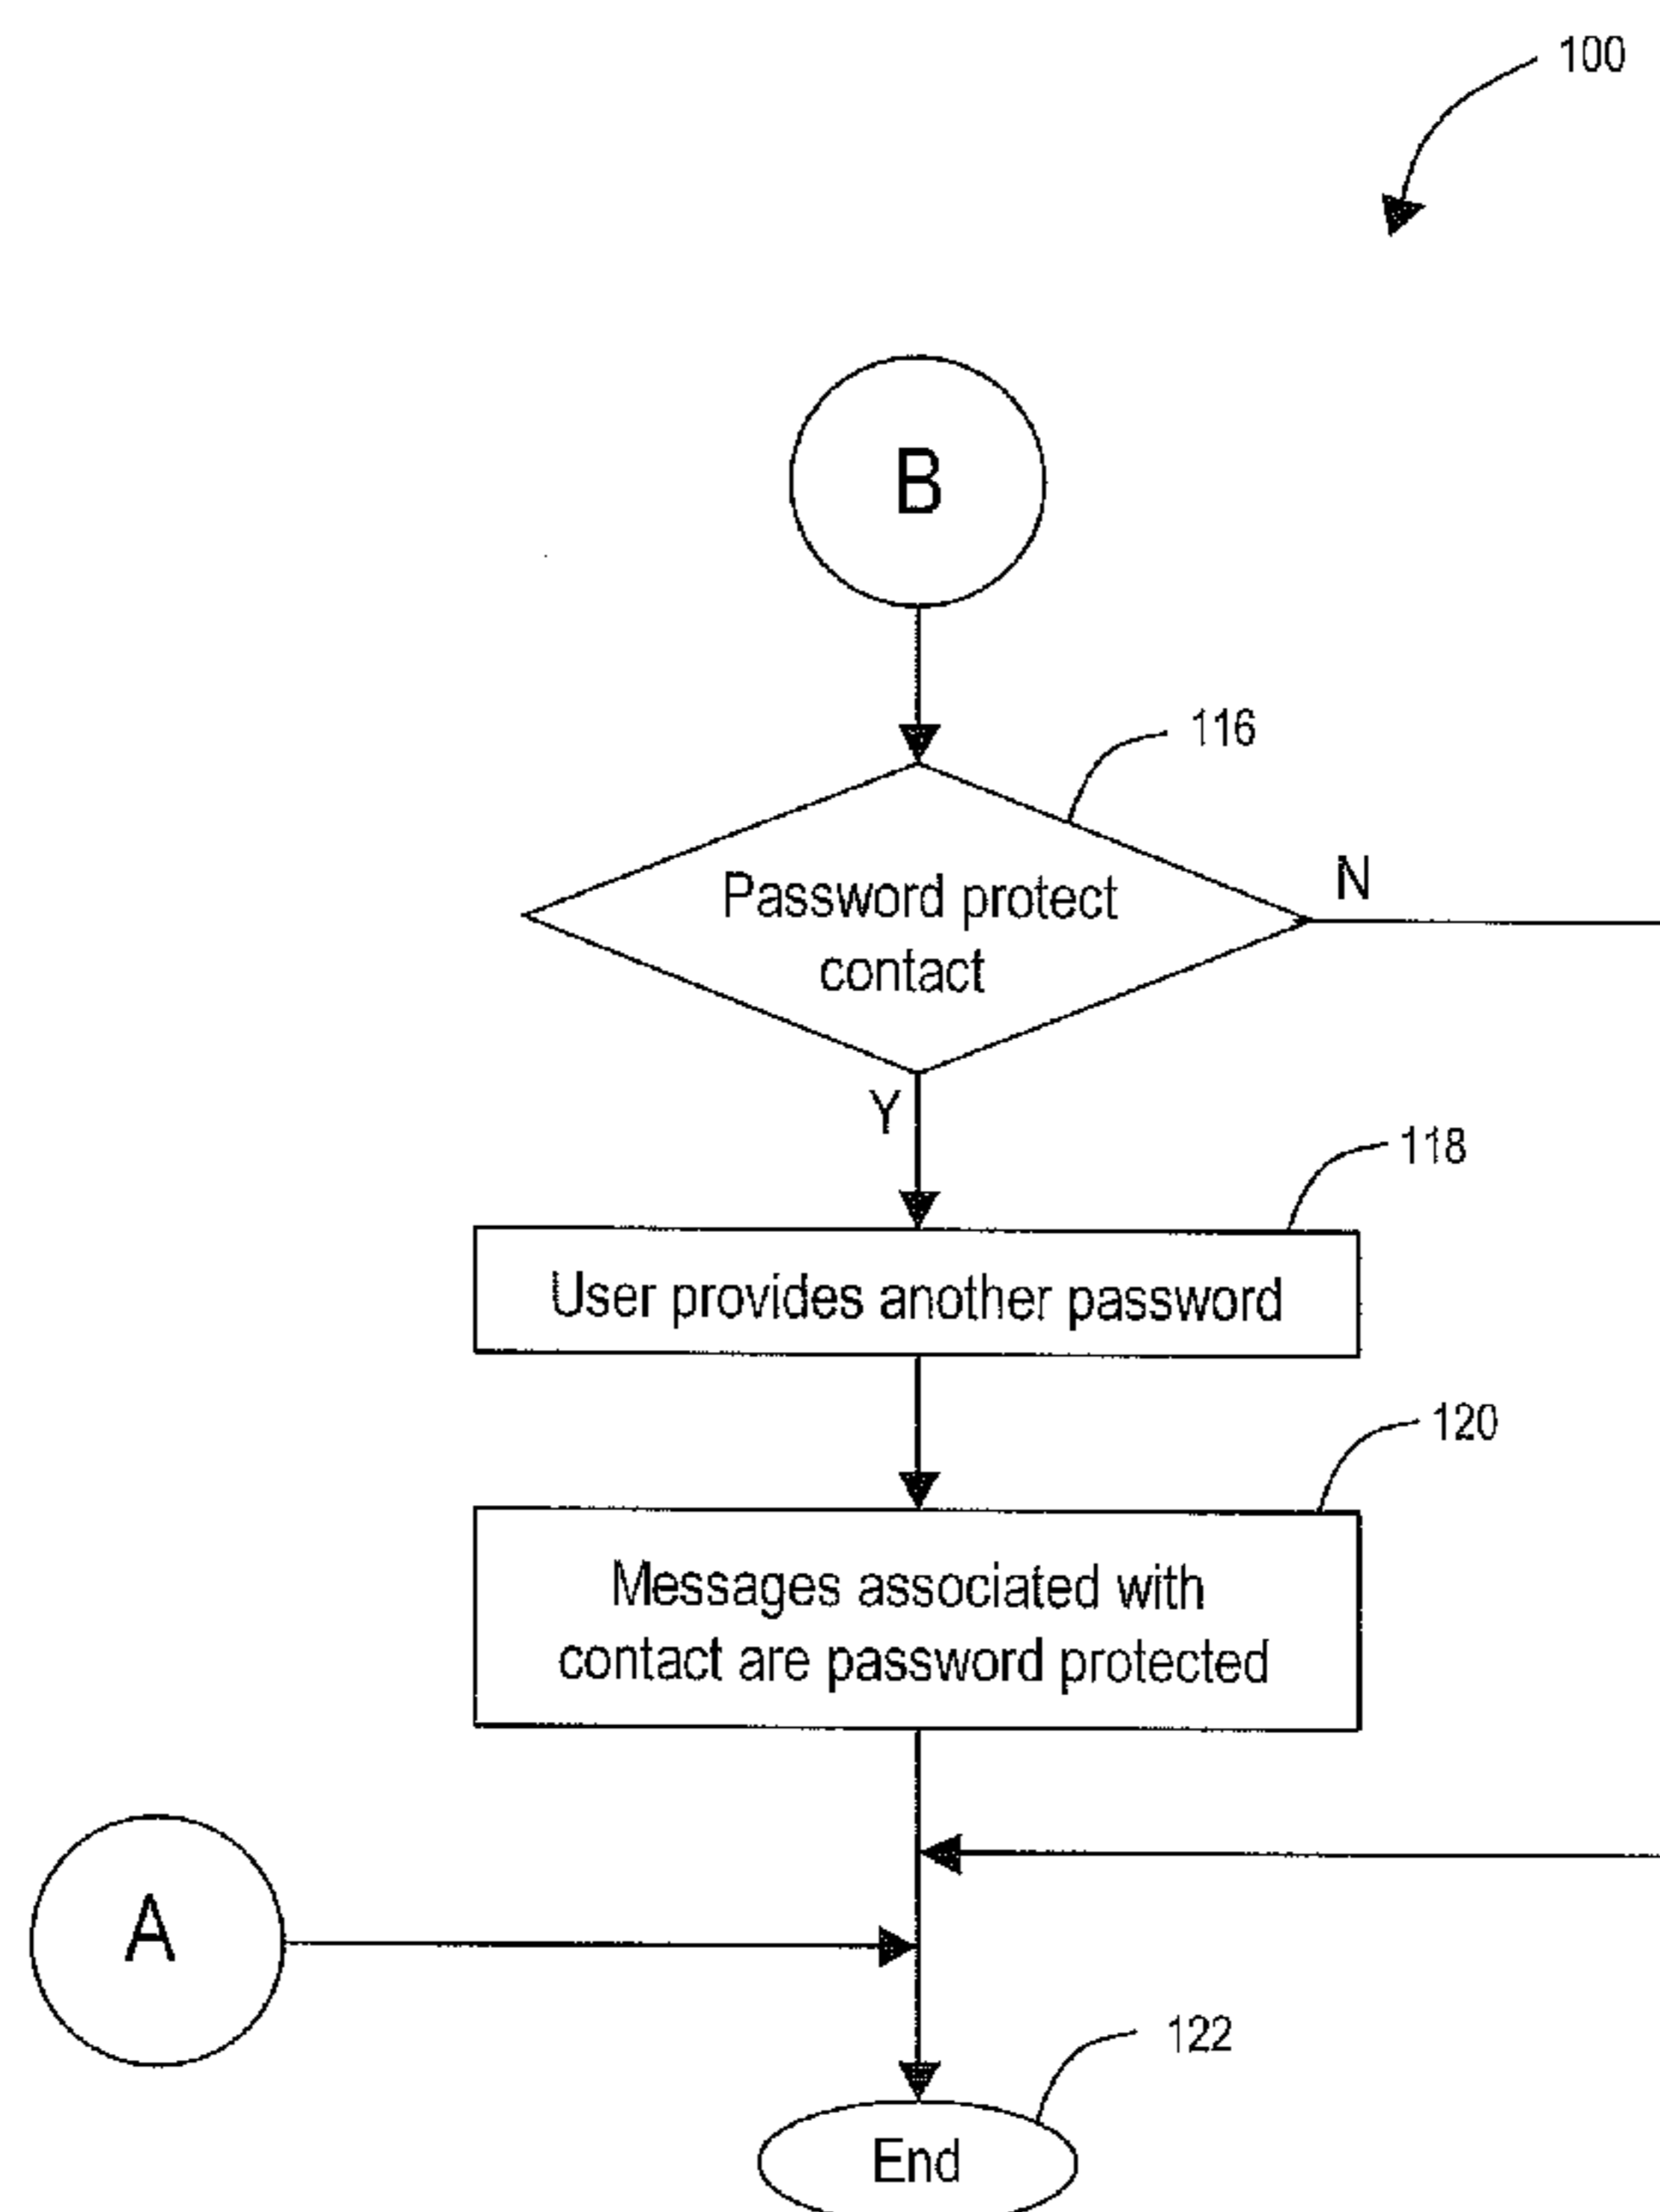 100
B
116
Password protect
contact
N
Y
118
User provides another password
120
Messages associated with
contact are password protected
A
122
End